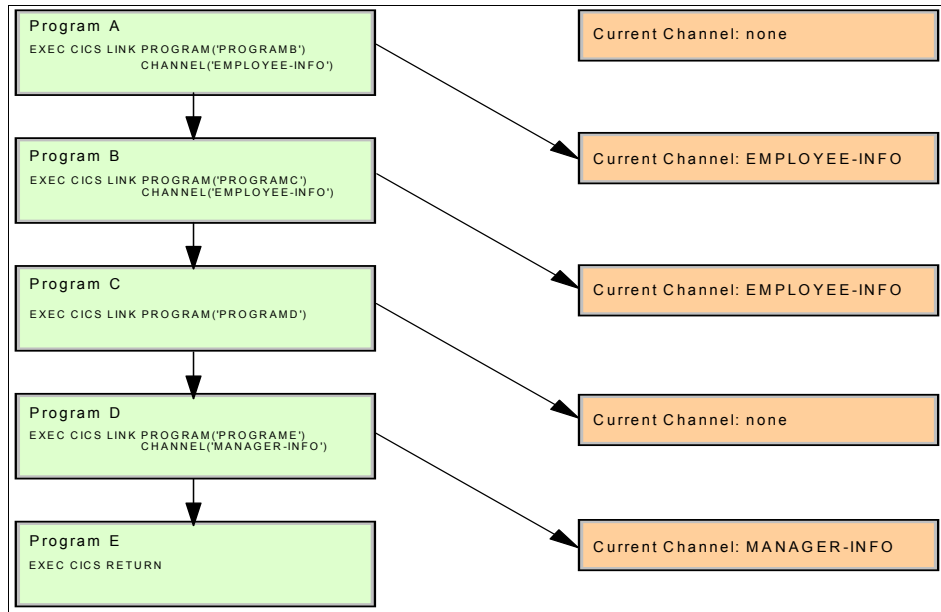 Program A
EXEC CICS LINK PROGRAM('PROGRAMB')
CHANNEL('EMPLOYEE-INFO')
Current Channel: none
Program B
EXEC CICS LINK PROGRAM('PROGRAMC')
CHANNEL('EMPLOYEE-INFO')
Current Channel: EMPLOYEE-INFO
Program C
EXEC CICS LINK PROGRAM('PROGRAMD')
Current Channel: EMPLOYEE-INFO
Program D
EXEC CICS LINK PROGRAM('PROGRAME')
CHANNEL('MANAGER-INFO')
Current Channel: none
Program E
EXEC CICS RETURN
Current Channel: MANAGER-INFO